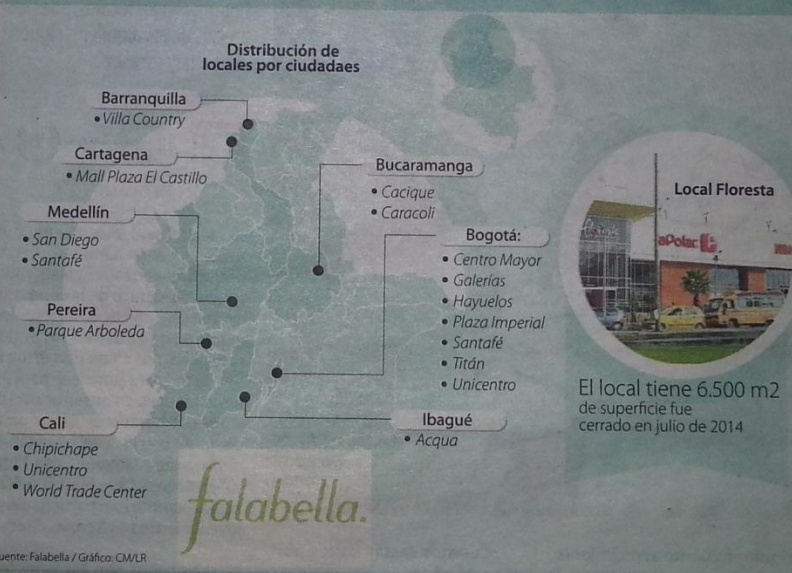 Distribución de
locales por ciudadaes
Barranquilla
• Villa Country
Cartagena
• Mall Plaza El Castillo
Medellín
• San Diego
• Santafé
Pereira
• Parque Arboleda
Cali
• Chipichape
• Unicentro
• World Trade Center
Bucaramanga
• Cacique
• Caracoli
Bogotá:
• Centro Mayor
• Galerías
• Hayuelos
• Plaza Imperial
• Santafé
• Titán
• Unicentro
Ibagué
• Acqua
falabella.
Local Floresta
aPolar
El local tiene 6.500 m2
de superficie fue
cerrado en julio de 2014
uente: Falabella / Gráfico: CM/LR